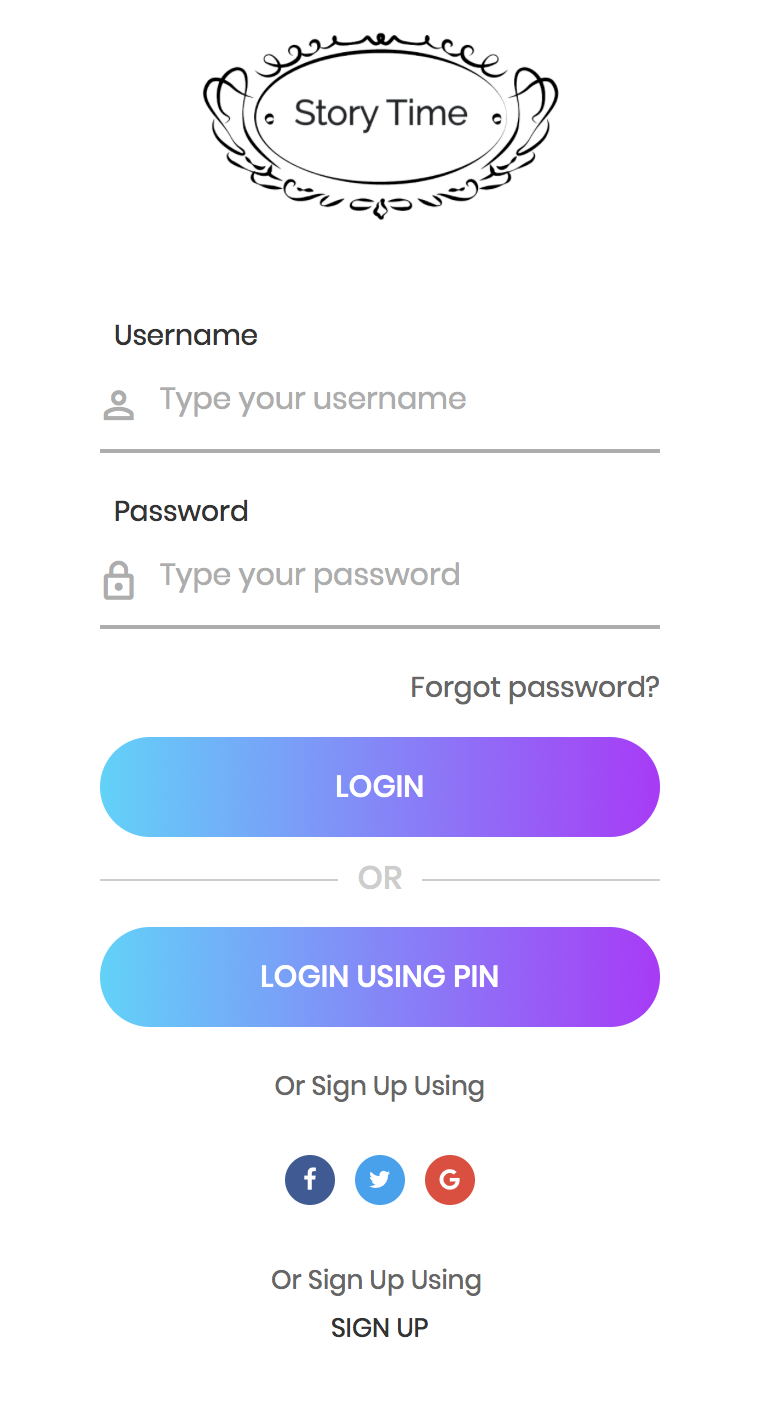 Story Time
Username
Type your username
Password
Type your password
Forgot password?
LOGIN
OR
LOGIN USING PIN
Or Sign Up Using
f
G
Or Sign Up Using
SIGN UP